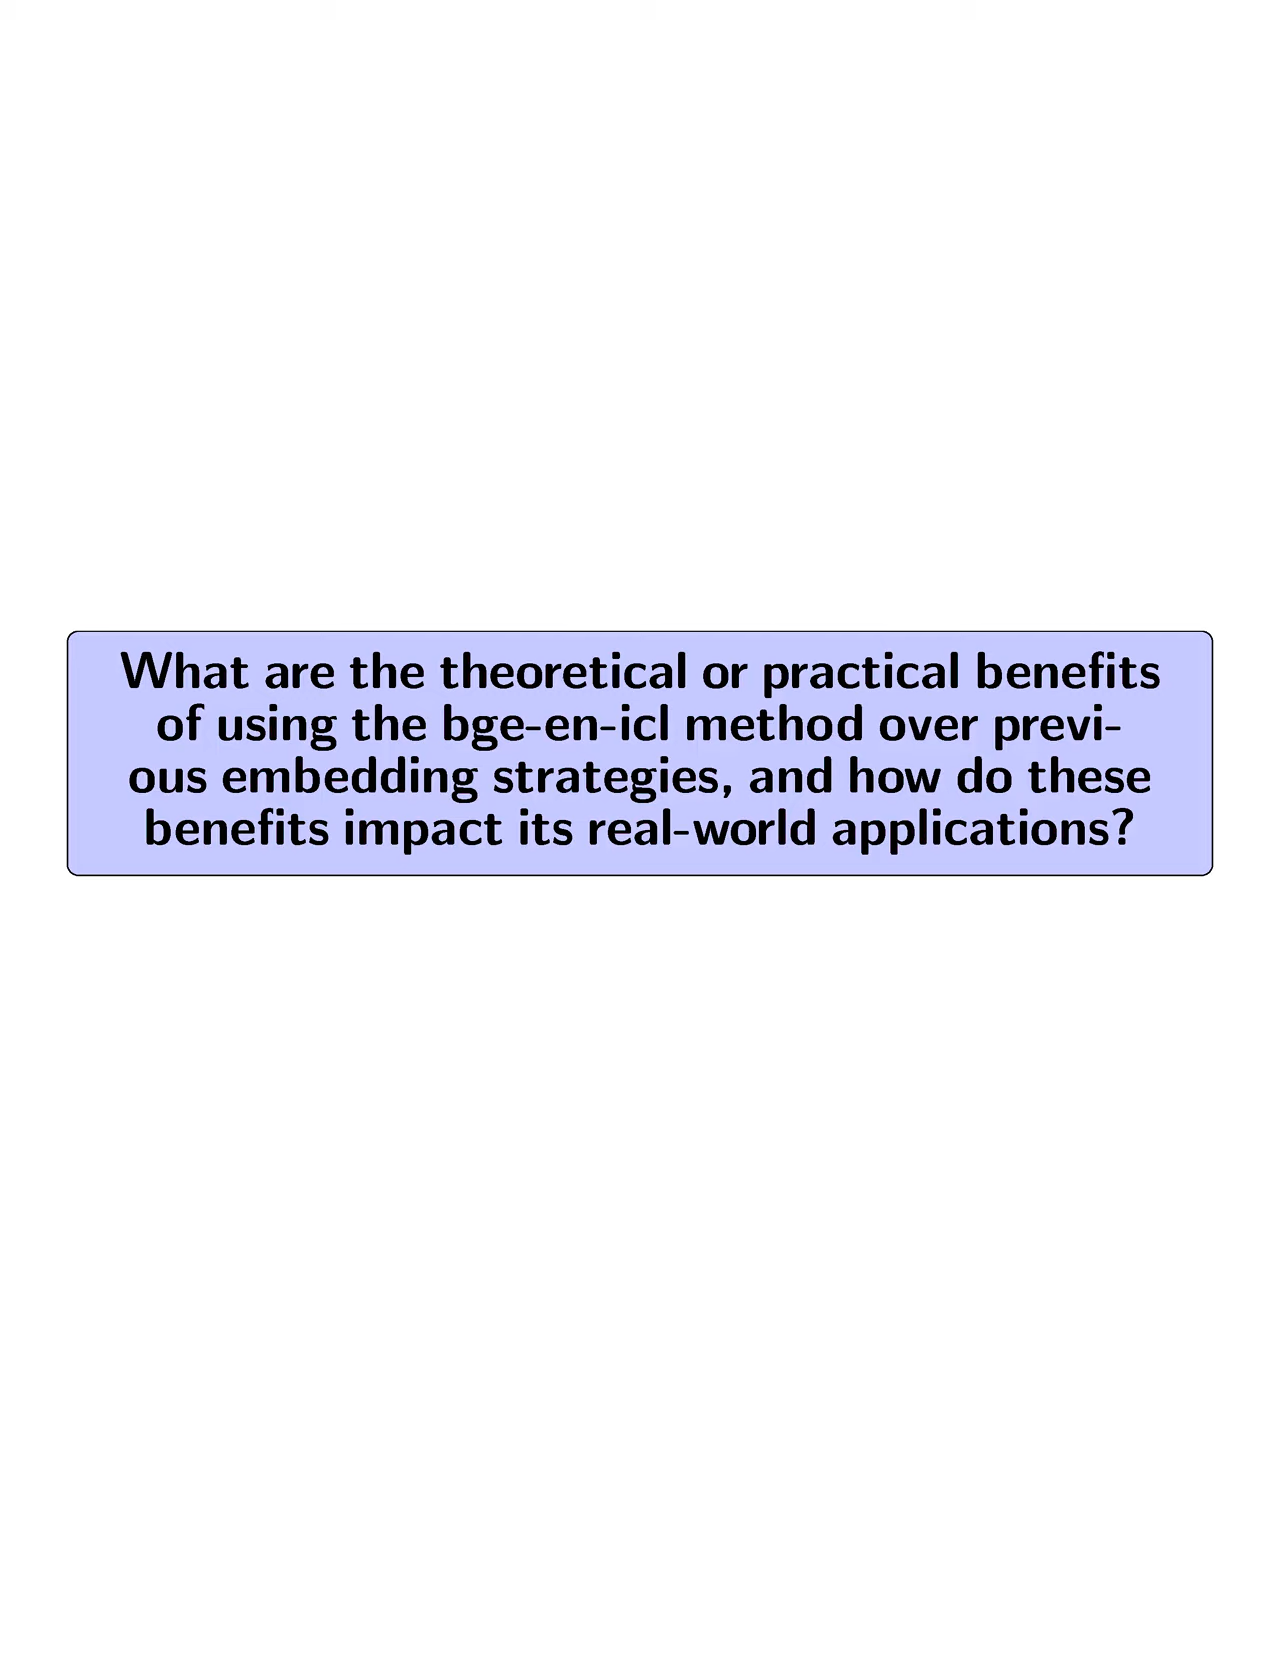 What are the theoretical or practical benefits
of using the bge-en-icl method over previ-
ous embedding strategies, and how do these
benefits impact its real-world applications?